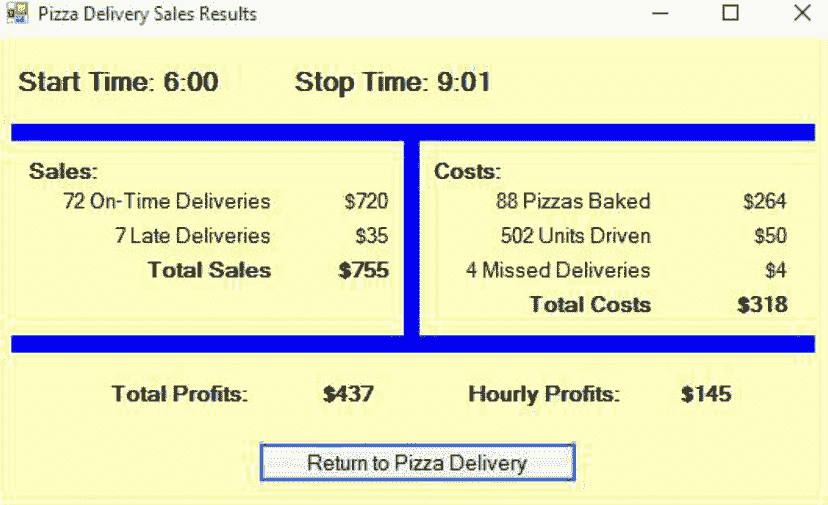 Pizza Delivery Sales Results
Start Time: 6:00 Stop Time: 9:01
Sales:
72 On-Time Deliveries $720
7 Late Deliveries $35
Total Sales $755
Costs:
88 Pizzas Baked $264
502 Units Driven $50
4 Missed Deliveries $4
Total Costs $318
Total Profits: $437 Hourly Profits: $145
Return to Pizza Delivery